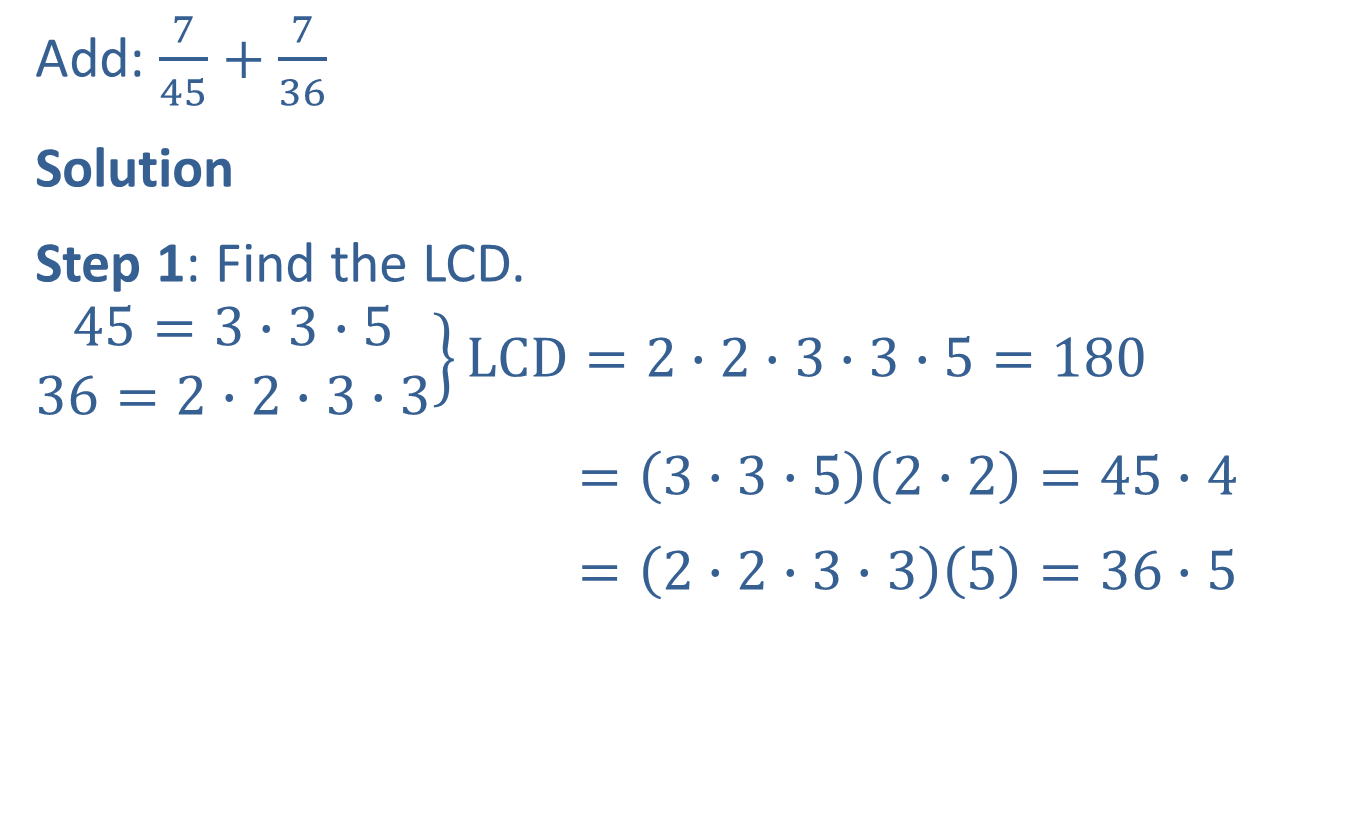 Add: 7/45 + 7/36
Solution
Step 1: Find the LCD.
45 = 3 · 3 · 5
36 = 2 · 2 · 3 · 3
} LCD = 2 · 2 · 3 · 3 · 5 = 180
= (3 · 3 · 5)(2 · 2) = 45 · 4
= (2 · 2 · 3 · 3)(5) = 36 · 5